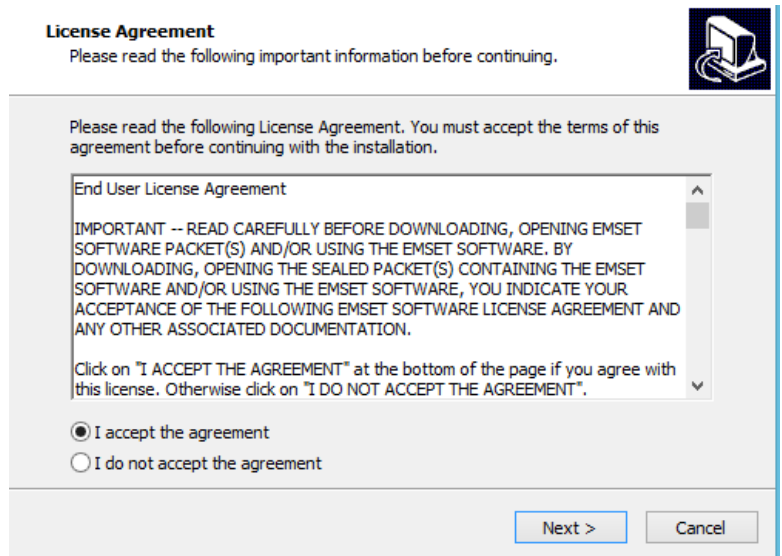 License Agreement
Please read the following important information before continuing.
Please read the following License Agreement. You must accept the terms of this
agreement before continuing with the installation.
End User License Agreement
IMPORTANT -- READ CAREFULLY BEFORE DOWNLOADING, OPENING EMSET
SOFTWARE PACKET(S) AND/OR USING THE EMSET SOFTWARE. BY
DOWNLOADING, OPENING THE SEALED PACKET(S) CONTAINING THE EMSET
SOFTWARE AND/OR USING THE EMSET SOFTWARE, YOU INDICATE YOUR
ACCEPTANCE OF THE FOLLOWING EMSET SOFTWARE LICENSE AGREEMENT AND
ANY OTHER ASSOCIATED DOCUMENTATION.
Click on "I ACCEPT THE AGREEMENT" at the bottom of the page if you agree with
this license. Otherwise click on "I DO NOT ACCEPT THE AGREEMENT".
I accept the agreement
I do not accept the agreement
Next > Cancel